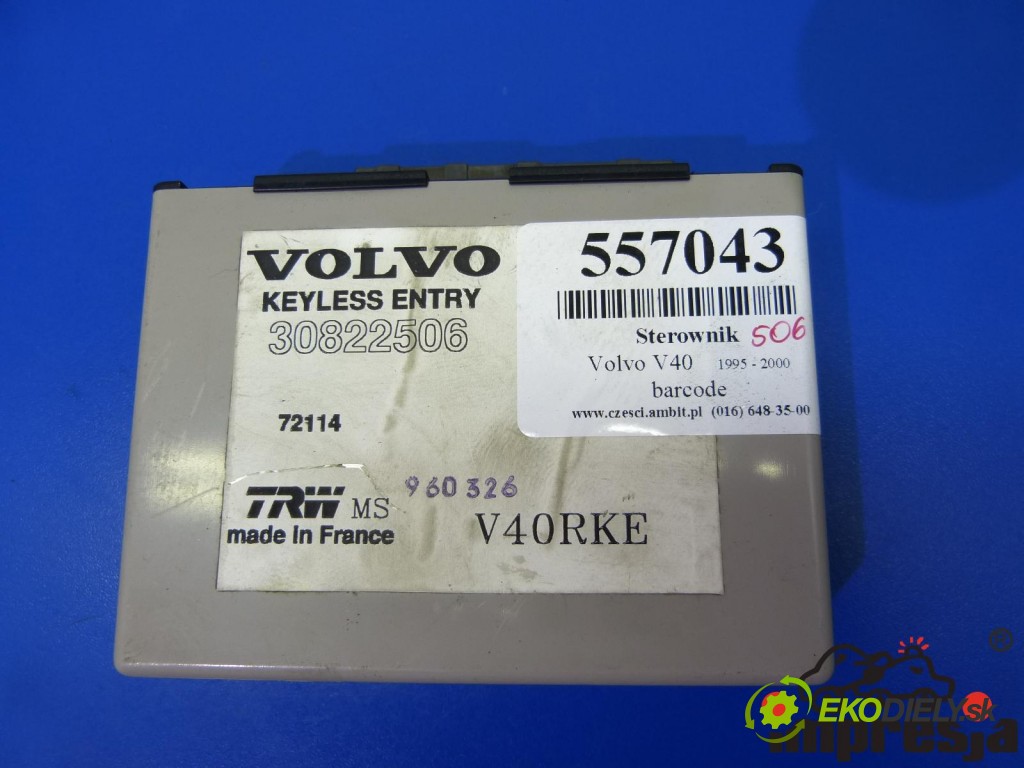 VOLVO
KEYLESS ENTRY
30822506
72114
TRW MS 960326
made in France
V40RKE
557043
Sterownik 506
Volvo V40 1995 - 2000
barcode
www.czesci.ambit.pl (016) 648-35-00
®
EKODIELY.sk
impresja